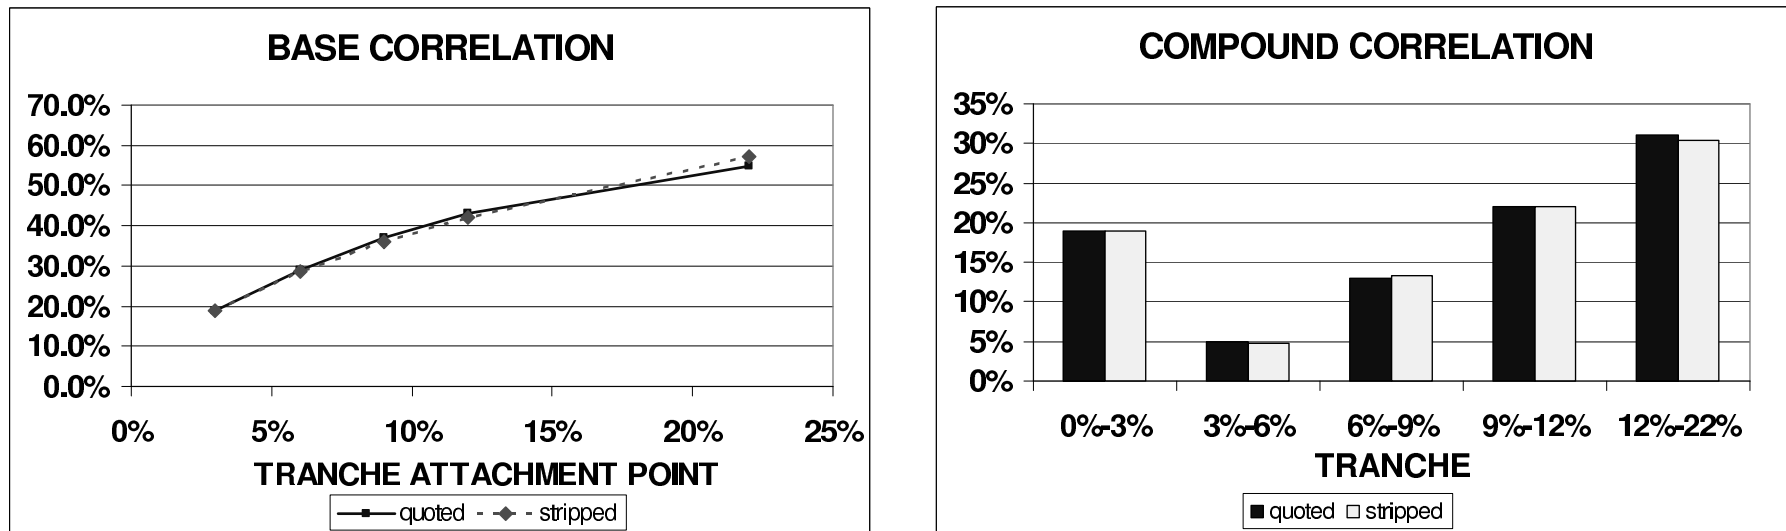 BASE CORRELATION
70.0%
60.0%
50.0%
40.0%
30.0%
20.0%
10.0%
0.0%
0% 5% 10% 15% 20% 25%
TRANCHE ATTACHMENT POINT
quoted stripped
COMPOUND CORRELATION
35%
30%
25%
20%
15%
10%
5%
0%
0%-3% 3%-6% 6%-9% 9%-12% 12%-22%
TRANCHE
quoted stripped